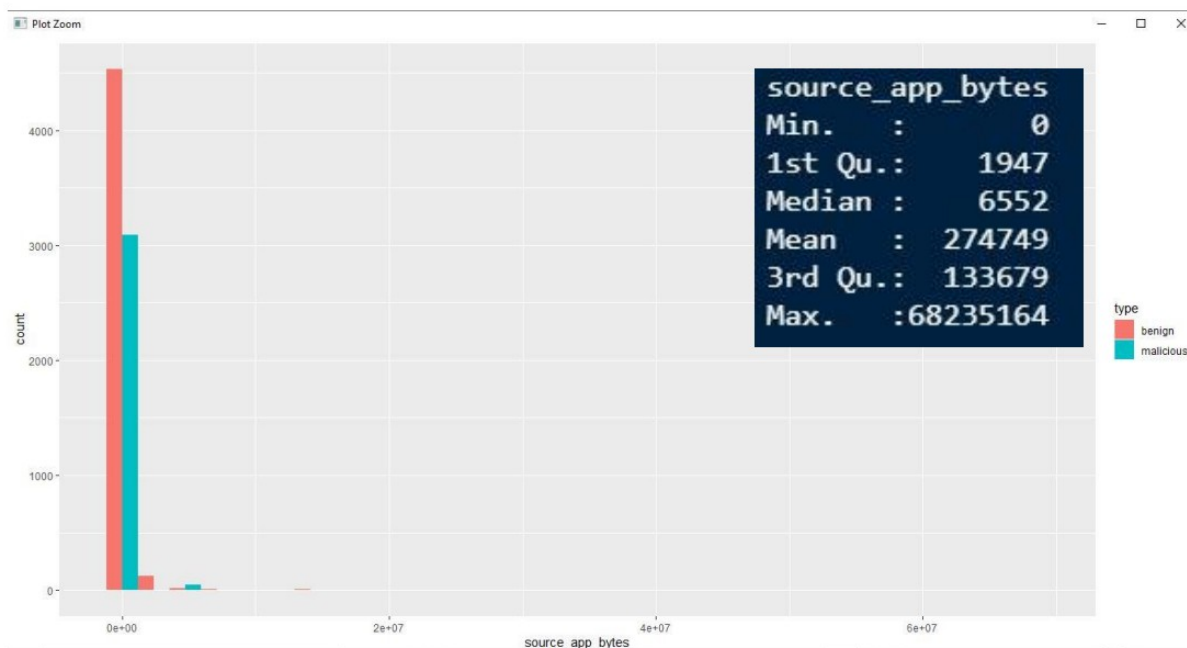 Plot Zoom
source_app_bytes
Min. : 0
1st Qu.: 1947
Median : 6552
Mean : 274749
3rd Qu.: 133679
Max. :68235164
4000
3000
2000
1000
0
count
0e+00 2e+07 4e+07 6e+07
source_app_bytes
type
benign
malicious